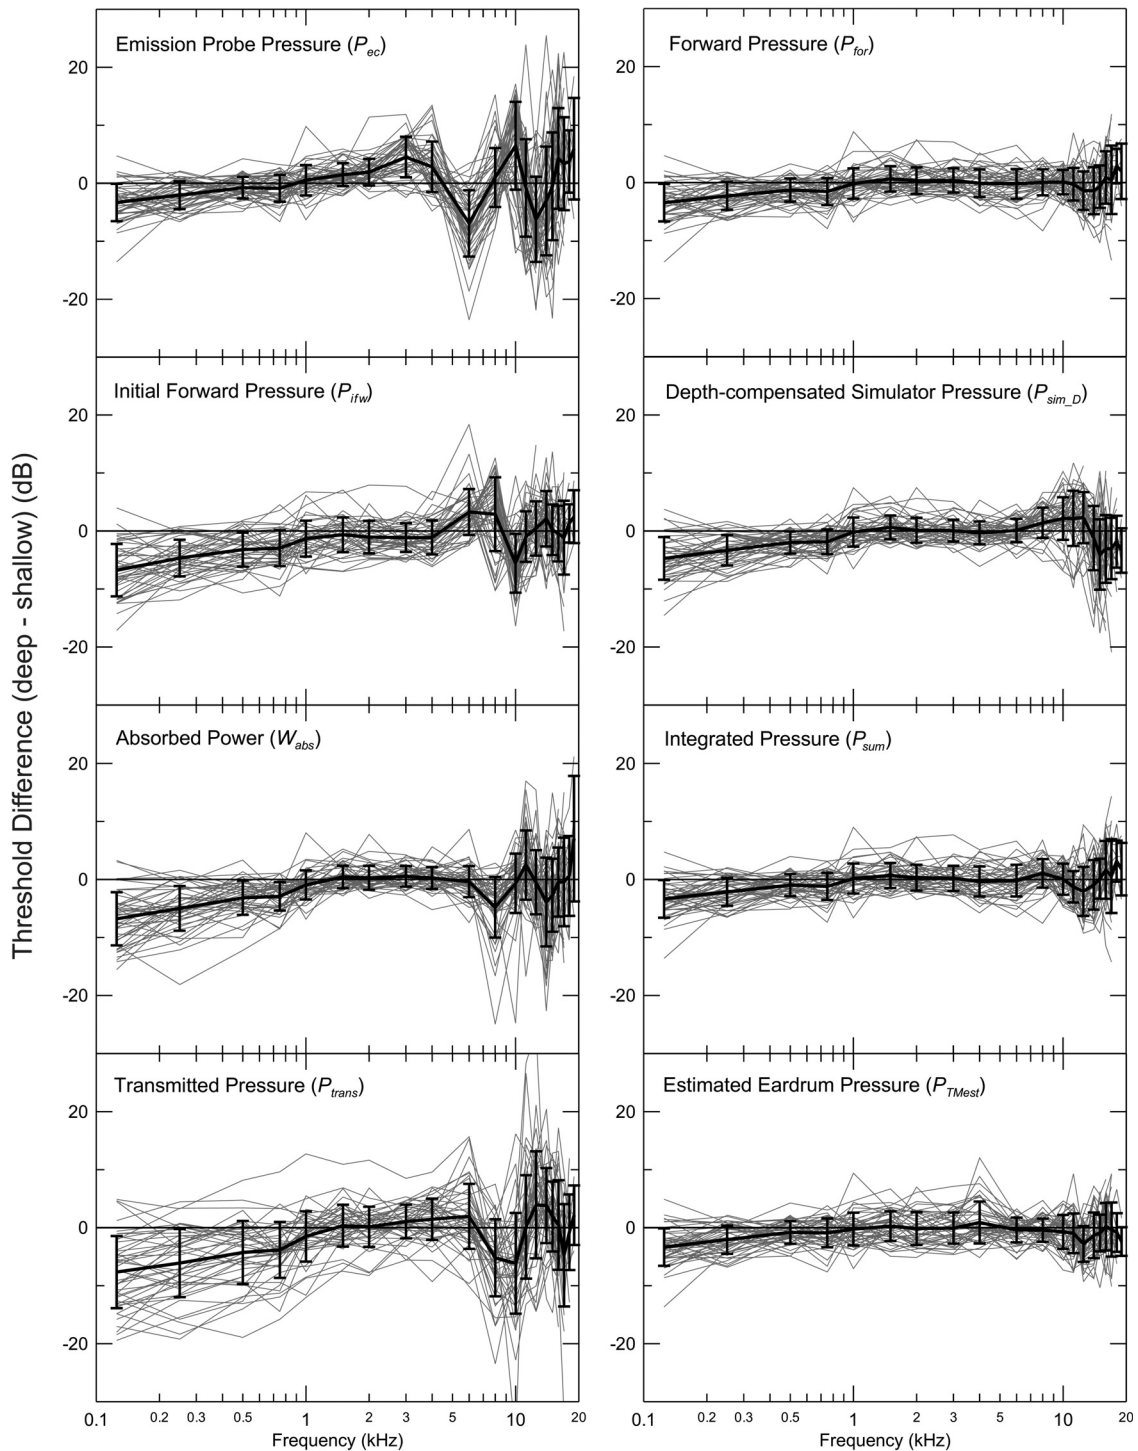 Threshold Difference (deep - shallow) (dB)
Emission Probe Pressure (Pec)
20
0
-20
Forward Pressure (Pfor)
20
0
-20
Initial Forward Pressure (Pifw)
20
0
-20
Depth-compensated Simulator Pressure (Psim_D)
20
0
-20
Absorbed Power (Wabs)
20
0
-20
Integrated Pressure (Psum)
20
0
-20
Transmitted Pressure (Ptrans)
20
0
-20
Estimated Eardrum Pressure (PTMest)
20
0
-20
0.1 0.2 0.3 0.5 1 2 3 5 10 20
Frequency (kHz)
0.1 0.2 0.3 0.5 1 2 3 5 10 20
Frequency (kHz)